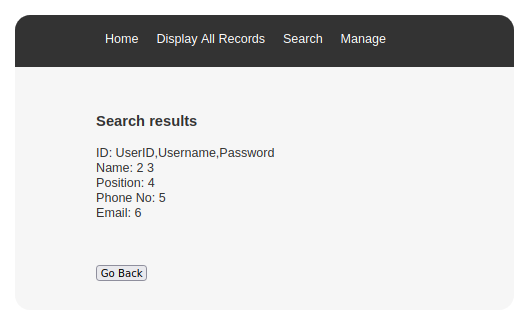 Home Display All Records Search Manage
Search results
ID: UserID,Username,Password
Name: 2 3
Position: 4
Phone No: 5
Email: 6
Go Back